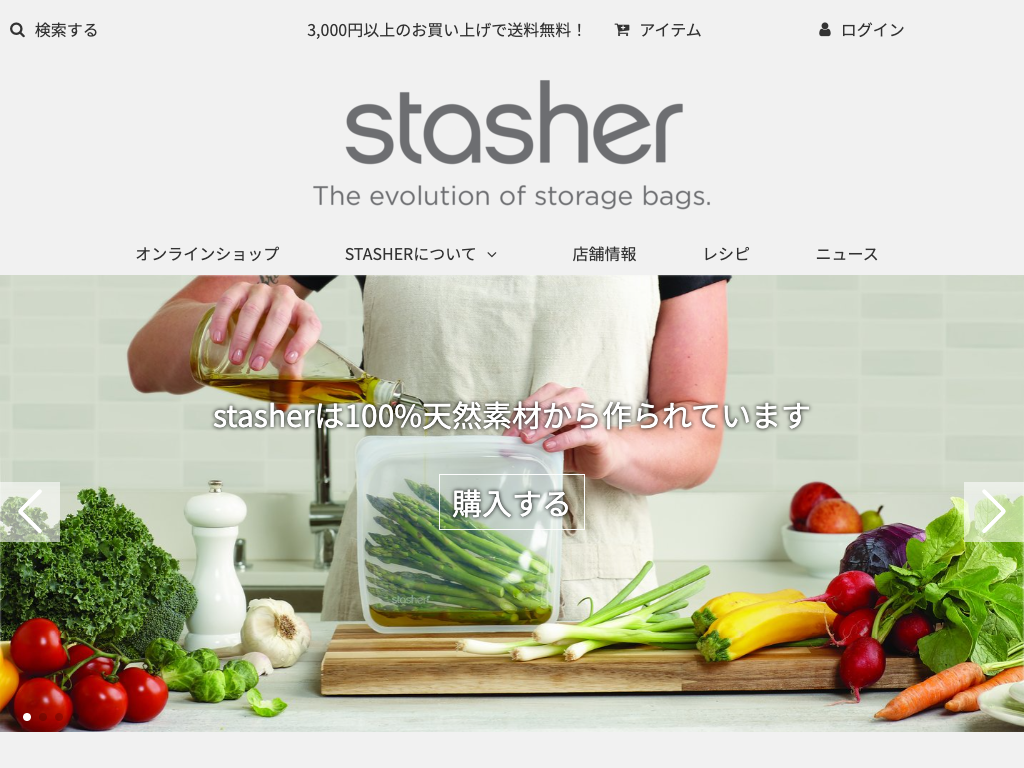 検索する
3,000円以上のお買い上げで送料無料！
アイテム
ログイン
stasher
The evolution of storage bags.
オンラインショップ
STASHERについて
店舗情報
レシピ
ニュース
stasherは100%天然素材から作られています
購入する
stasher